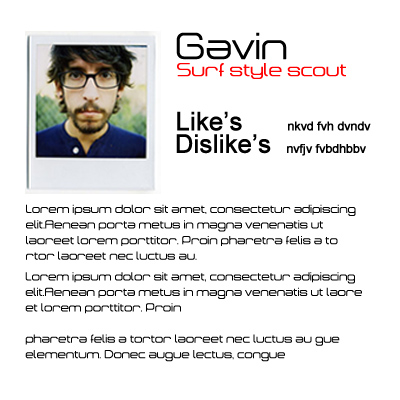 Gavin
Surf style scout
Like's nkvd fvh dvndv
Dislike's nvfjv fvbdhbbv
Lorem ipsum dolor sit amet, consectetur adipiscing
elit.Aenean porta metus in magna venenatis ut
laoreet lorem porttitor. Proin pharetra felis a to
rtor laoreet nec luctus au.
Lorem ipsum dolor sit amet, consectetur adipiscing
elit.Aenean porta metus in magna venenatis ut laore
et lorem porttitor. Proin
pharetra felis a tortor laoreet nec luctus au gue
elementum. Donec augue lectus, congue